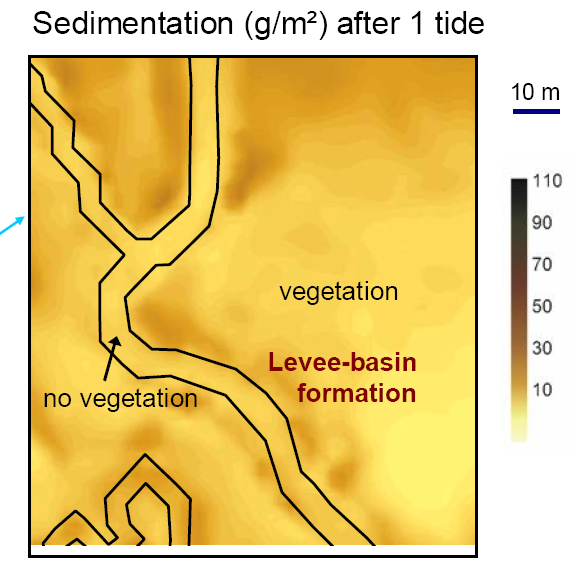 Sedimentation (g/m²) after 1 tide
10 m
110
90
70
50
30
10
vegetation
Levee-basin
formation
no vegetation